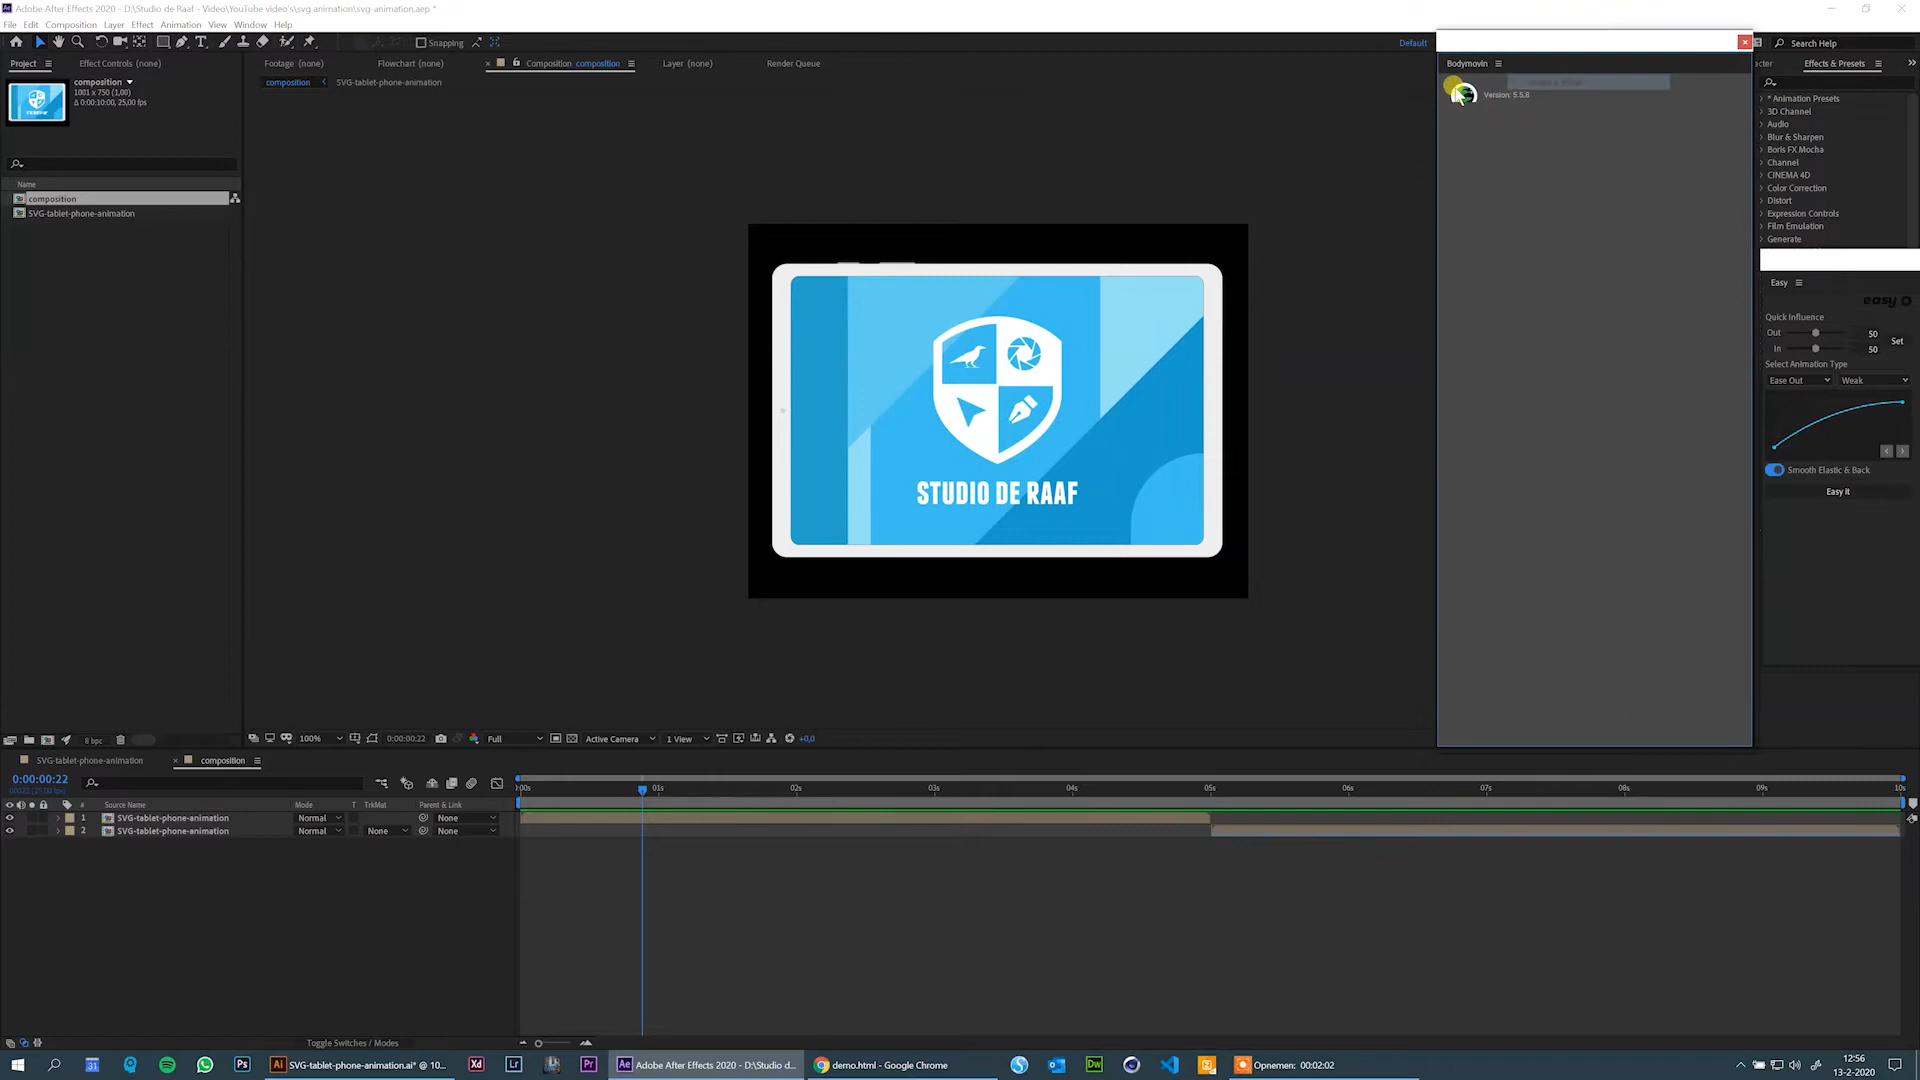 Adobe After Effects 2020 - D:\Studio de Raaf - Video\YouTube video's\svg animation\svg-animation.aep *
File Edit Composition Layer Effect Animation View Window Help
Snapping
Default
Search Help
Project
Effect Controls (none)
Footage (none)
Flowchart (none)
Composition composition
Layer (none)
Render Queue
Bodymovin
Effects & Presets
composition
1001 x 750 (1,00)
Δ 0:00:10:00, 25,00 fps)
composition
SVG-tablet-phone-animation
Version: 5.5.8
* Animation Presets
3D Channel
Audio
Blur & Sharpen
Boris FX Mocha
Channel
CINEMA 4D
Color Correction
Distort
Expression Controls
Film Emulation
Generate
Name
composition
SVG-tablet-phone-animation
STUDIO DE RAAF
Easy
easy
Quick Influence
Out 50
In 50
Set
Select Animation Type
Ease Out Weak
Smooth Elastic & Back
Easy It
8 bpc
100%
0:00:00:22
Full
Active Camera
1 View
+0,0
SVG-tablet-phone-animation
composition
0:00:00:22
:00s 01s 02s 03s 04s 05s 06s 07s 08s 09s 10s
# Source Name Mode T TrkMat Parent & Link
1 SVG-tablet-phone-animation Normal None
2 SVG-tablet-phone-animation Normal None None
Toggle Switches / Modes
31
Ps
Ai
SVG-tablet-phone-animation.ai* @ 10...
Xd
Lr
Pr
Ae
Adobe After Effects 2020 - D:\Studio d...
demo.html - Google Chrome
Dw
Opnemen: 00:02:02
12:56
13-2-2020